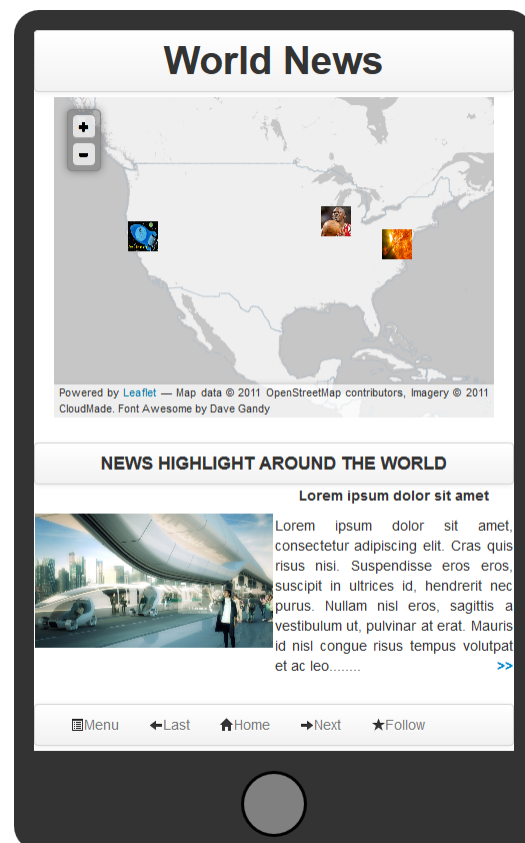 World News
+
-
Powered by Leaflet — Map data © 2011 OpenStreetMap contributors, Imagery © 2011
CloudMade. Font Awesome by Dave Gandy
NEWS HIGHLIGHT AROUND THE WORLD
Lorem ipsum dolor sit amet
Lorem ipsum dolor sit amet,
consectetur adipiscing elit. Cras quis
risus nisi. Suspendisse eros eros,
suscipit in ultrices id, hendrerit nec
purus. Nullam nisl eros, sagittis a
vestibulum ut, pulvinar at erat. Mauris
id nisl congue risus tempus volutpat
et ac leo........ >>
Menu Last Home Next Follow